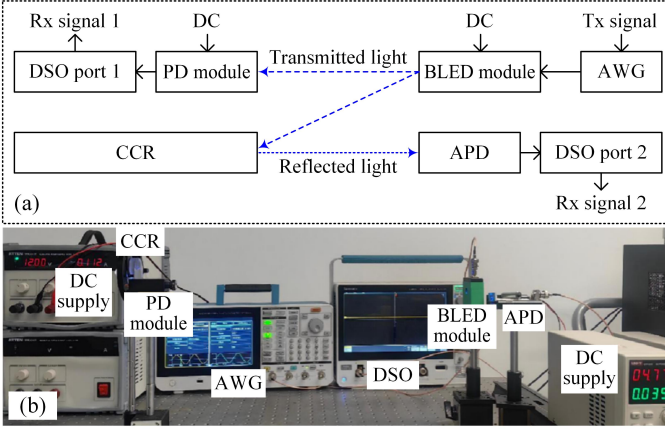 Rx signal 1 DC DC Tx signal
DSO port 1 PD module Transmitted light BLED module AWG
CCR Reflected light APD DSO port 2
(a) Rx signal 2
CCR
DC supply
PD module
AWG
DSO
BLED module
APD
DC supply
(b)